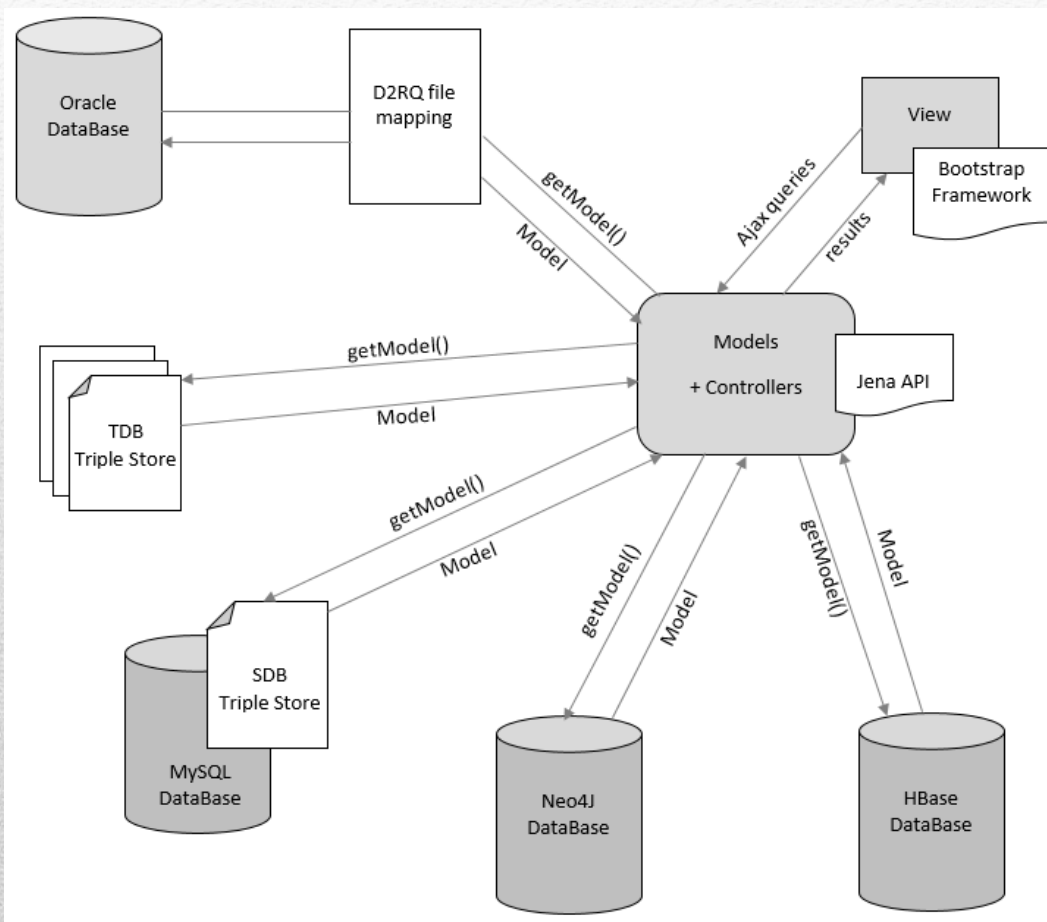 Oracle
DataBase
D2RQ file
mapping
View
Bootstrap
Framework
getModel()
Model
Ajax queries
results
Models
+ Controllers
Jena API
getModel()
Model
TDB
Triple Store
getModel()
Model
SDB
Triple Store
MySQL
DataBase
getModel()
Model
Neo4J
DataBase
getModel()
Model
HBase
DataBase